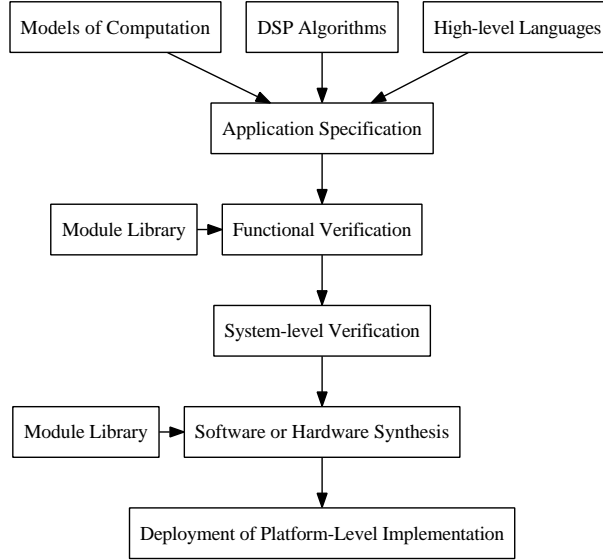 Models of Computation
DSP Algorithms
High-level Languages
Application Specification
Module Library
Functional Verification
System-level Verification
Module Library
Software or Hardware Synthesis
Deployment of Platform-Level Implementation